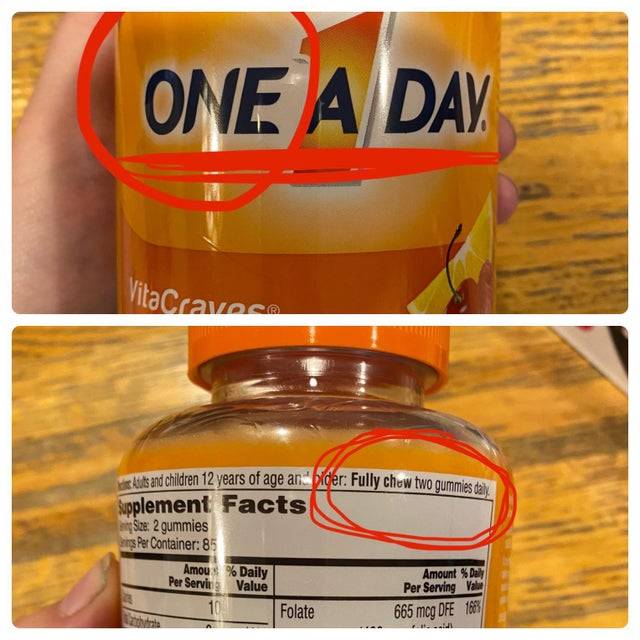 ONE A DAY®
VitaCraves®
Adults and children 12 years of age and older: Fully chew two gummies daily.
Supplement Facts
Size: 2 gummies
Per Container: 85
Amount % Daily
Per Serving Value
Amount % Daily
Per Serving Value
10
Folate 665 mcg DFE 166%